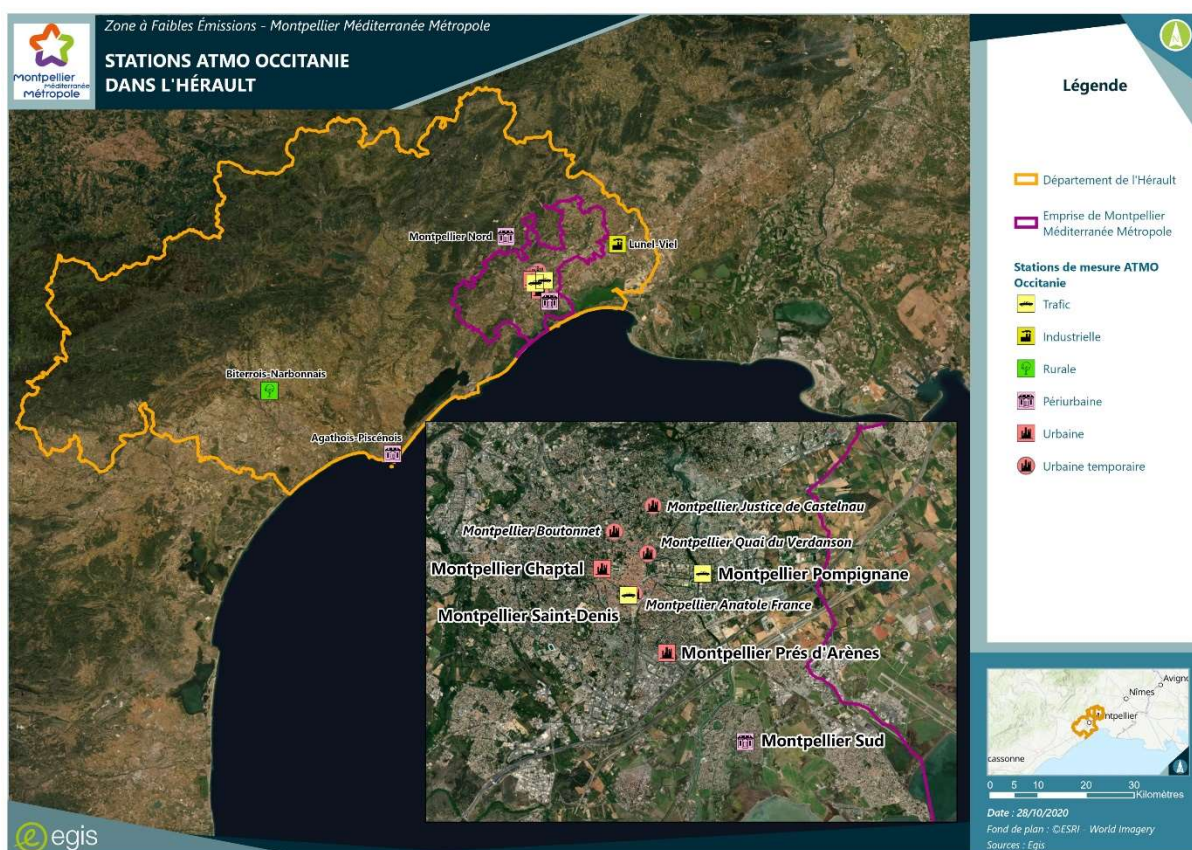 Zone à Faibles Émissions - Montpellier Méditerranée Métropole
STATIONS ATMO OCCITANIE
DANS L'HÉRAULT
montpellier
méditerranée
métropole
Légende
Département de l'Hérault
Emprise de Montpellier
Méditerranée Métropole
Stations de mesure ATMO
Occitanie
Trafic
Industrielle
Rurale
Périurbaine
Urbaine
Urbaine temporaire
Montpellier Nord
Lunel-Viel
Biterrois-Narbonnais
Agathois-Piscénois
Montpellier Justice de Castelnau
Montpellier Boutonnet
Montpellier Quai du Verdanson
Montpellier Chaptal
Montpellier Pompignane
Montpellier Anatole France
Montpellier Saint-Denis
Montpellier Prés d'Arènes
Montpellier Sud
Avigno
Nîmes
Montpellier
cassonne
0 5 10 20 30
Kilomètres
Date : 28/10/2020
Fond de plan : ©ESRI - World Imagery
Sources : Egis
egis